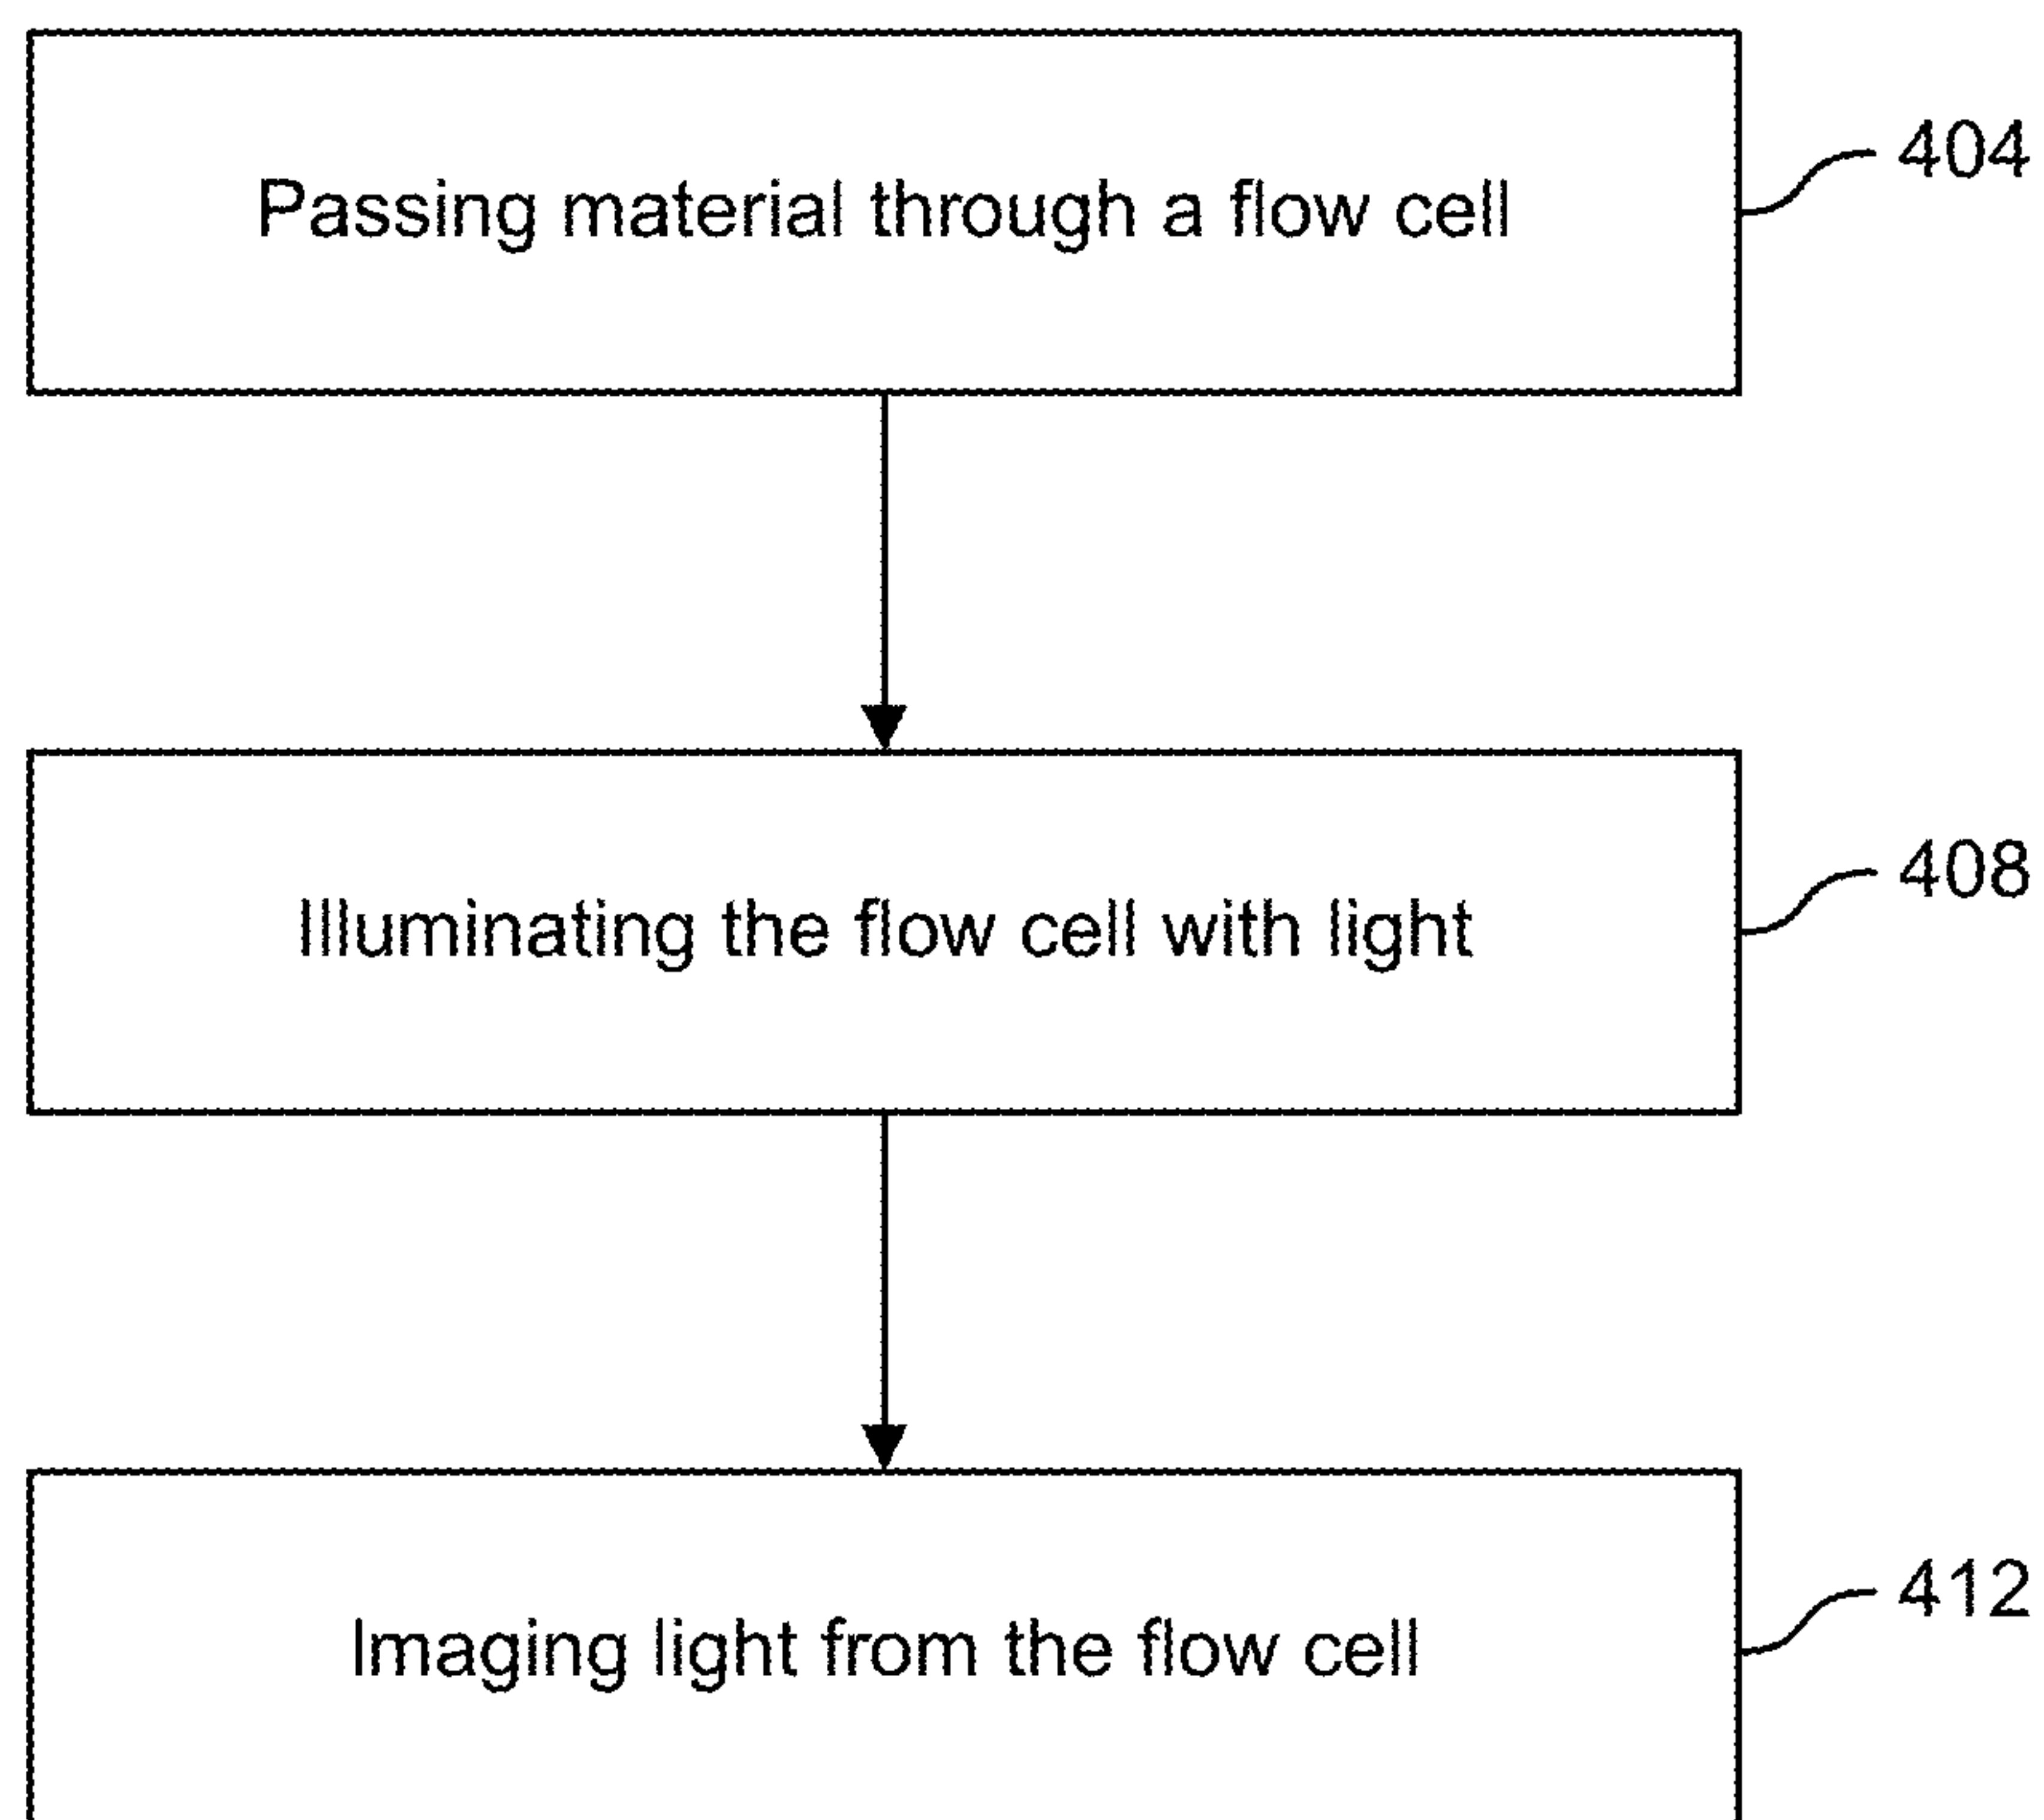 Passing material through a flow cell
404
Illuminating the flow cell with light
408
Imaging light from the flow cell
412